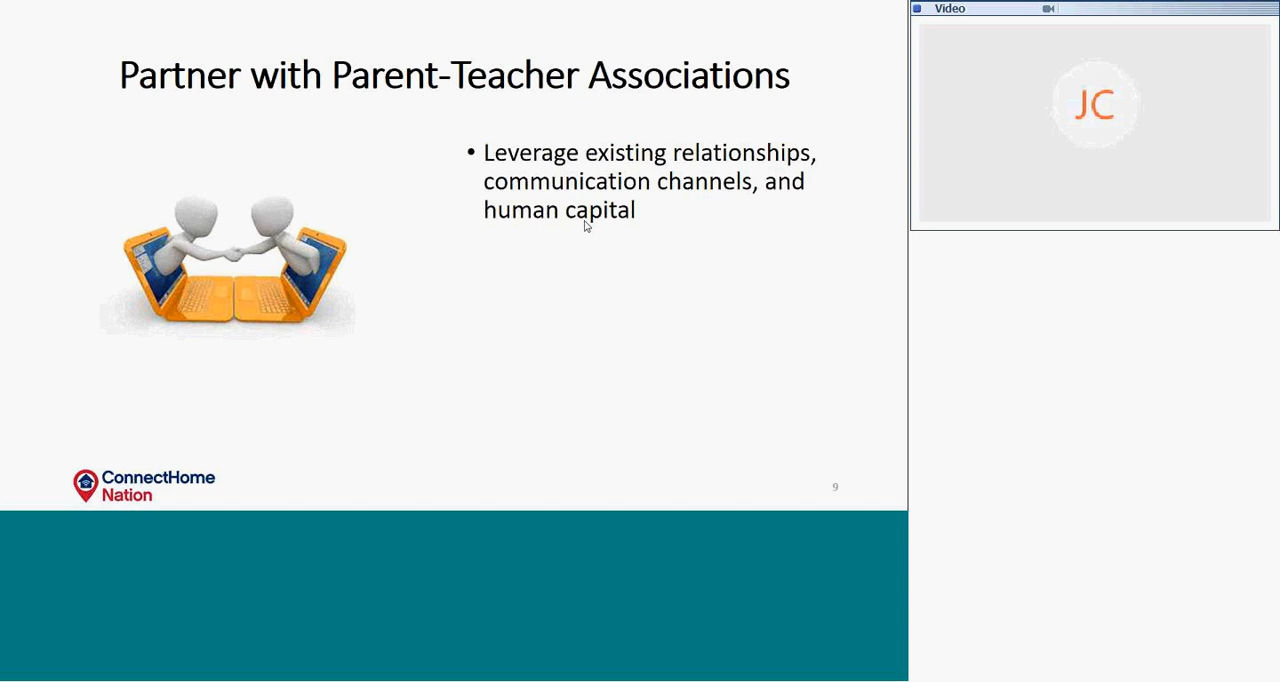 Partner with Parent-Teacher Associations
• Leverage existing relationships,
communication channels, and
human capital
ConnectHome
Nation
9
Video
JC